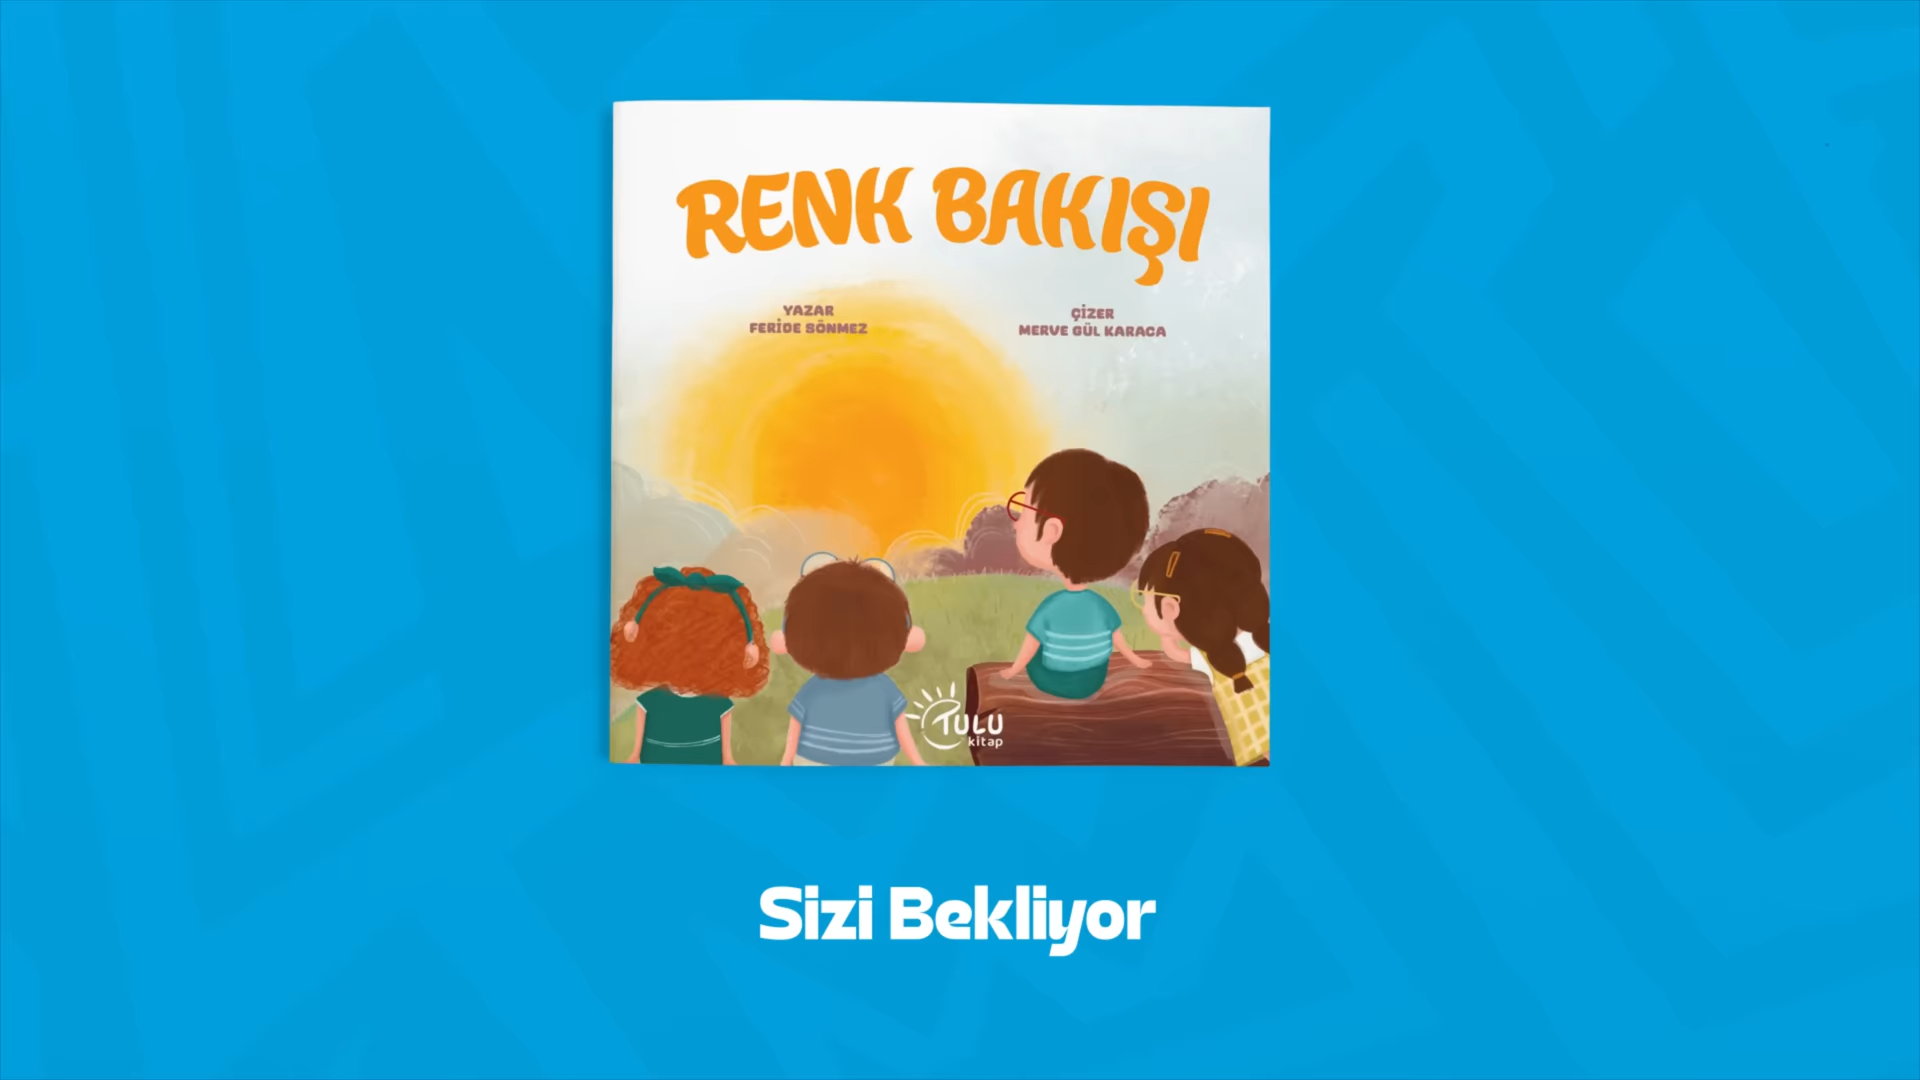 RENK BAKIŞI
YAZAR
FERİDE SÖNMEZ
ÇİZER
MERVE GÜL KARACA
TULU
kitap
Sizi Bekliyor